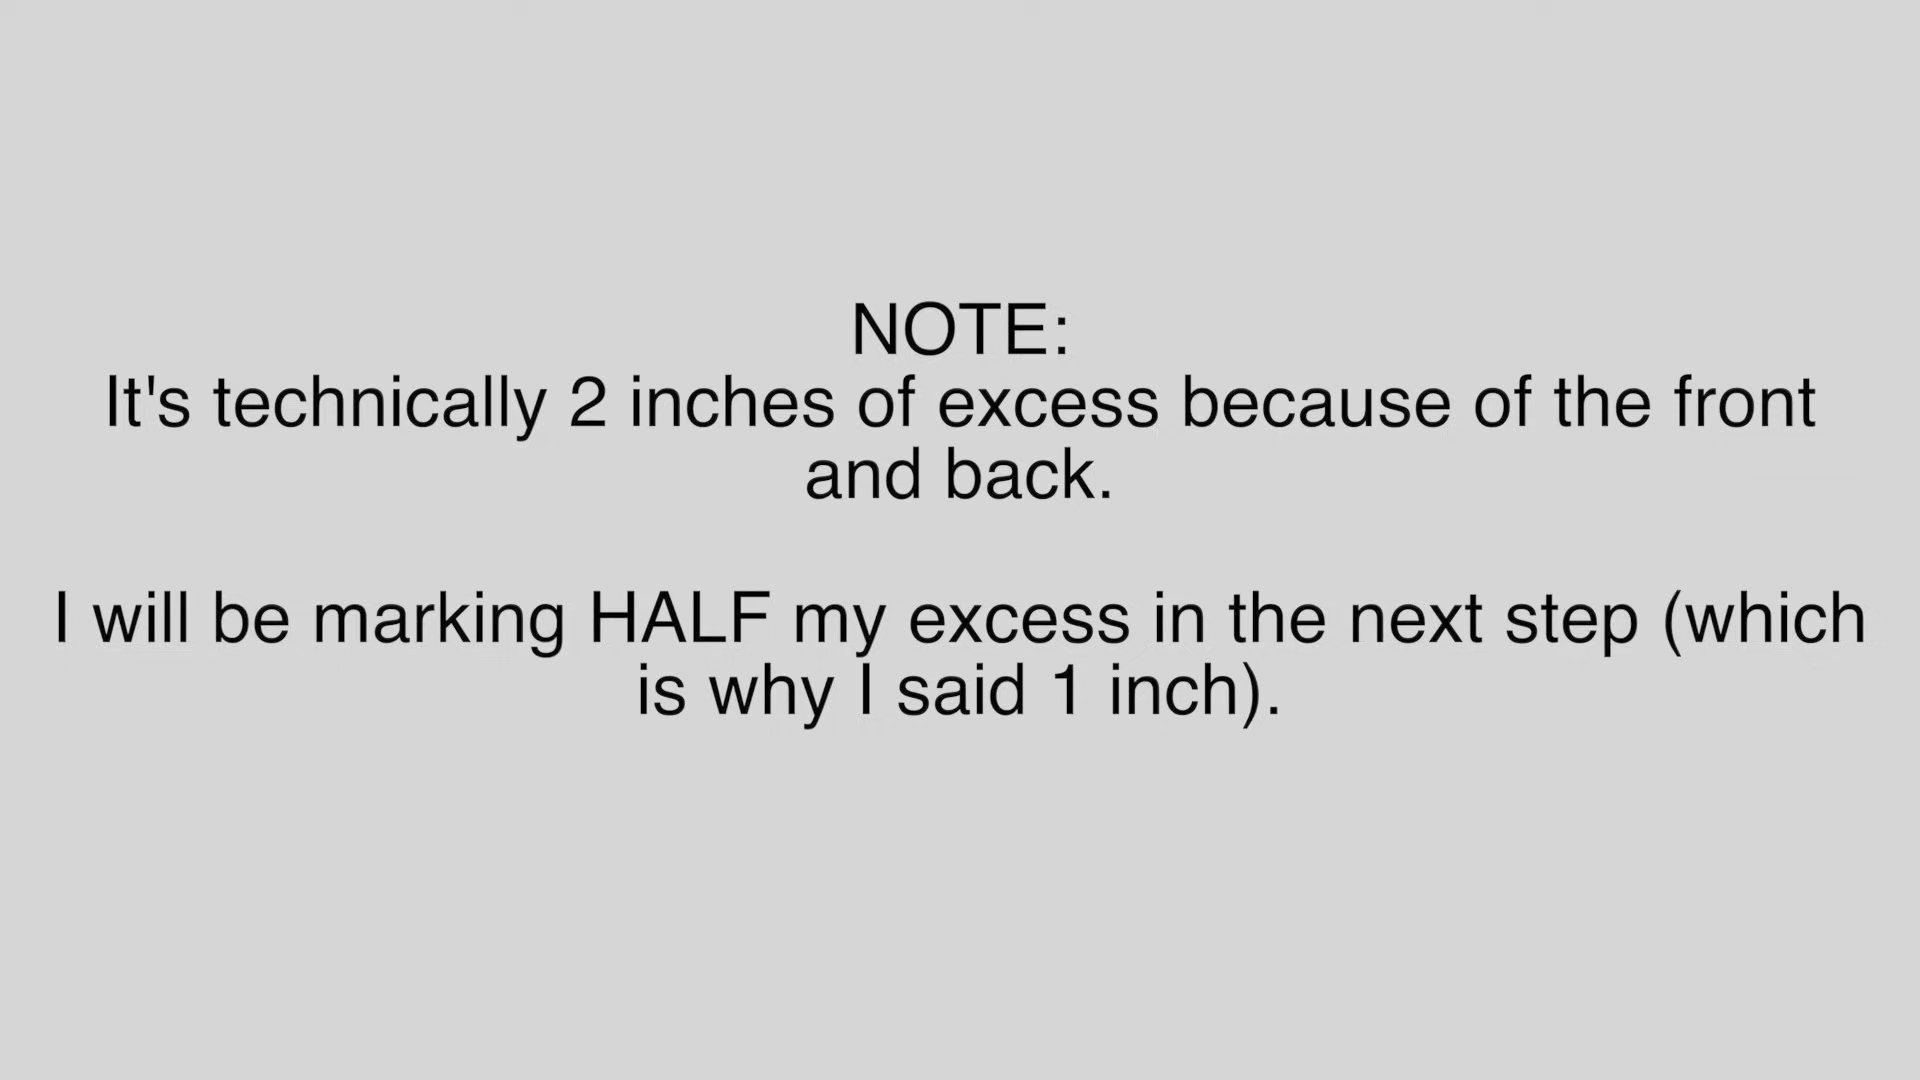 NOTE:
It's technically 2 inches of excess because of the front
and back.
I will be marking HALF my excess in the next step (which
is why I said 1 inch).